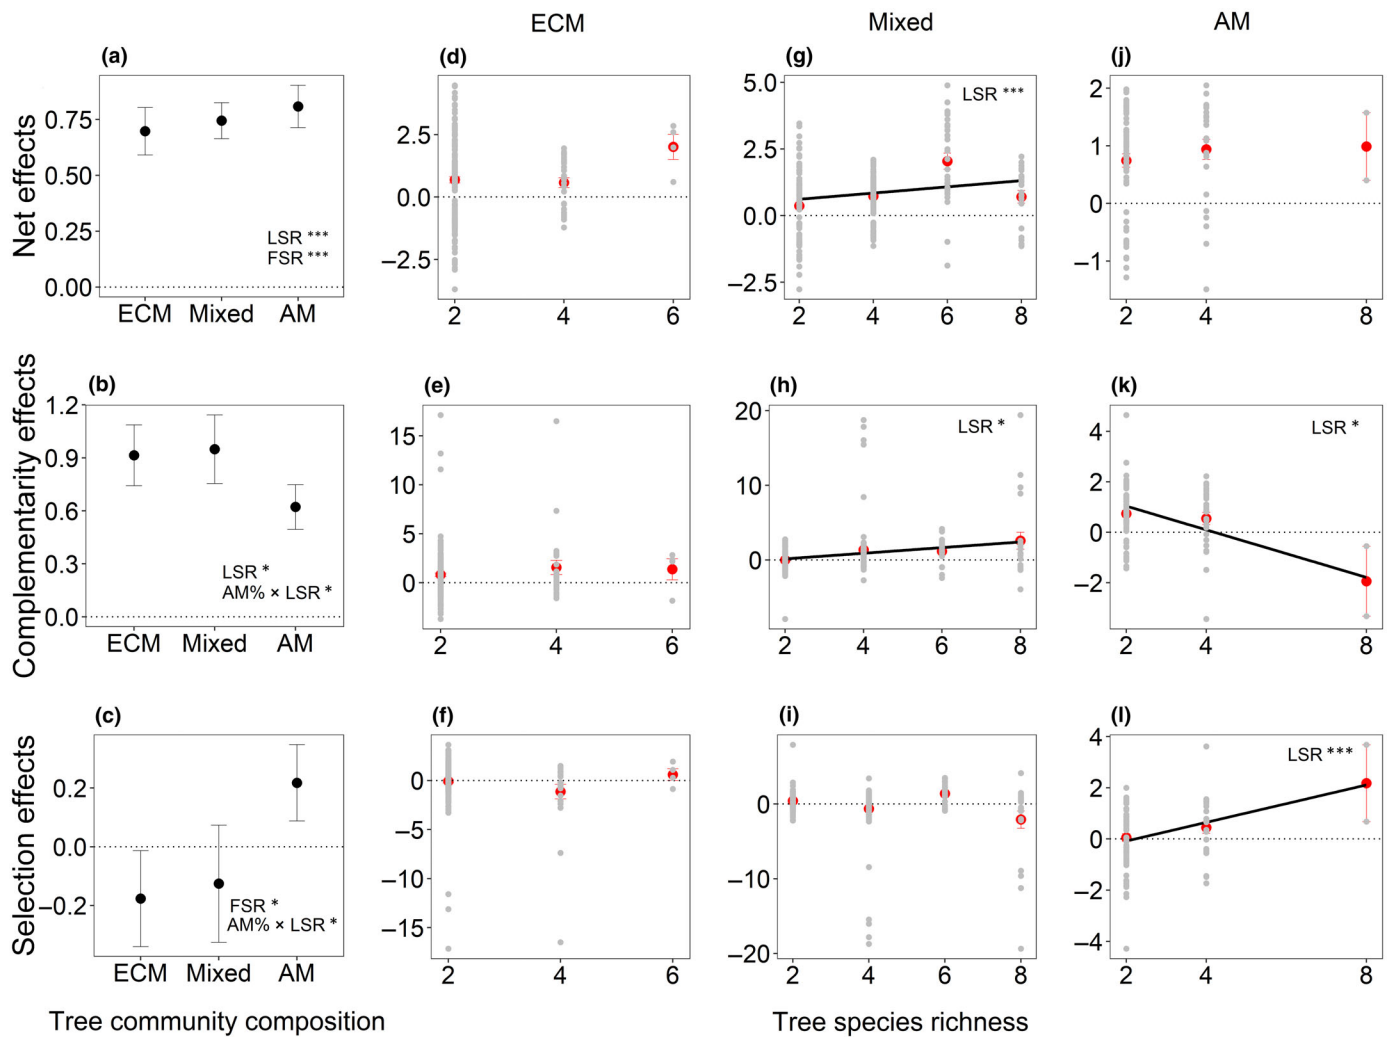 ECM
Mixed
AM
(a)
(d)
(g)
(j)
Net effects
0.75
0.50
0.25
0.00
LSR ***
FSR ***
ECM Mixed AM
2.5
0.0
−2.5
2 4 6
5.0
2.5
0.0
−2.5
LSR ***
2 4 6 8
2
1
0
−1
2 4 8
(b)
(e)
(h)
(k)
Complementarity effects
1.2
0.9
0.6
0.3
0.0
LSR *
AM% × LSR *
ECM Mixed AM
15
10
5
0
2 4 6
20
10
0
LSR *
2 4 6 8
4
2
0
−2
LSR *
2 4 8
(c)
(f)
(i)
(l)
Selection effects
0.2
0.0
−0.2
FSR *
AM% × LSR *
ECM Mixed AM
0
−5
−10
−15
2 4 6
0
−10
−20
2 4 6 8
4
2
0
−2
−4
LSR ***
2 4 8
Tree community composition
Tree species richness